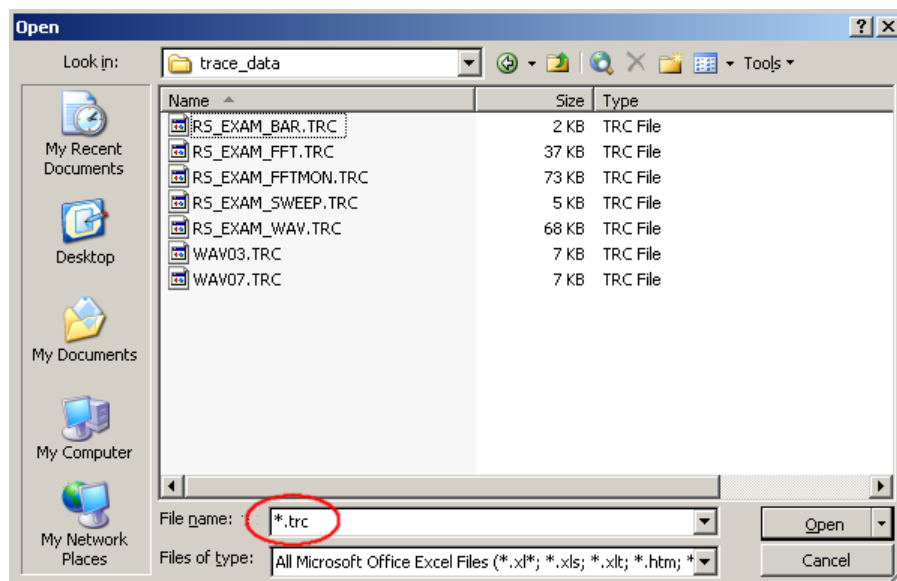 Open
Look in: trace_data Tools
Name Size Type
RS_EXAM_BAR.TRC 2 KB TRC File
RS_EXAM_FFT.TRC 37 KB TRC File
RS_EXAM_FFTMON.TRC 73 KB TRC File
RS_EXAM_SWEEP.TRC 5 KB TRC File
RS_EXAM_WAV.TRC 68 KB TRC File
WAV03.TRC 7 KB TRC File
WAV07.TRC 7 KB TRC File
My Recent
Documents
Desktop
My Documents
My Computer
My Network
Places
File name: *.trc Open
Files of type: All Microsoft Office Excel Files (*.xl*; *.xls; *.xlt; *.htm; * Cancel